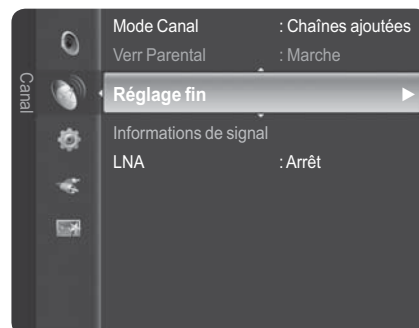 Canal
Mode Canal : Chaînes ajoutées
Verr Parental : Marche
Réglage fin
Informations de signal
LNA : Arrêt